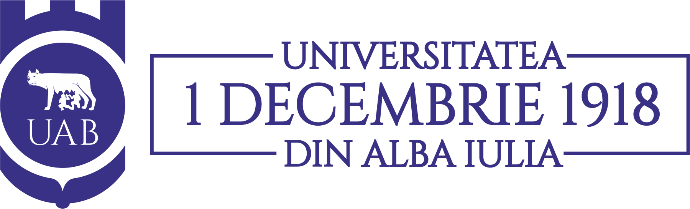 UAB
UNIVERSITATEA
1 DECEMBRIE 1918
DIN ALBA IULIA